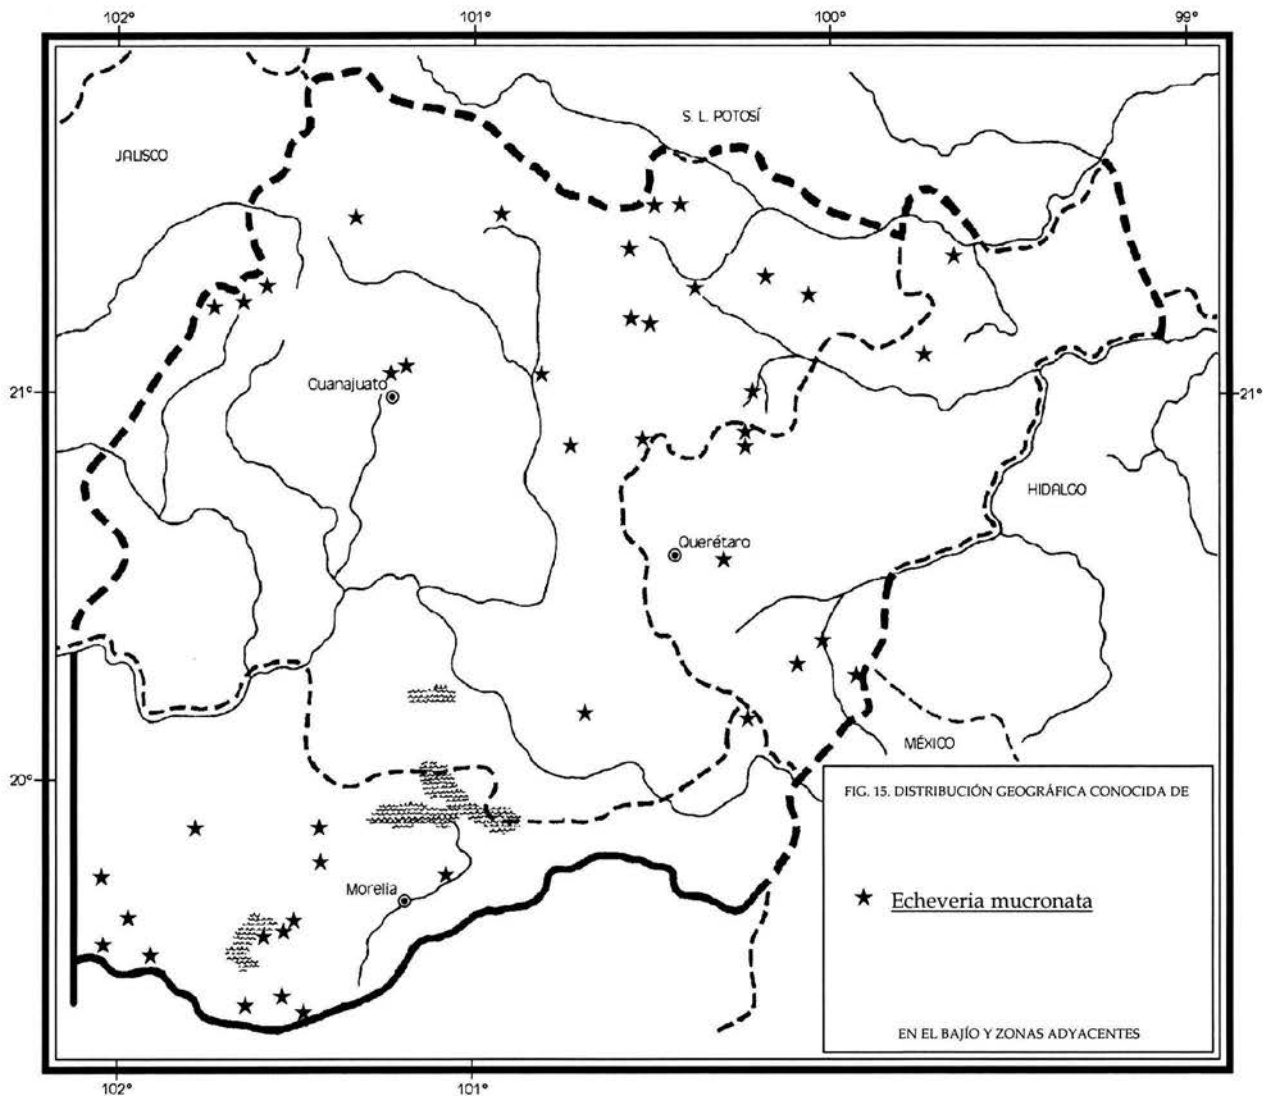 102°
101°
100°
99°
S. L. POTOSÍ
JALISCO
Guanajuato
21°
21°
HIDALGO
Querétaro
MÉXICO
20°
FIG. 15. DISTRIBUCIÓN GEOGRÁFICA CONOCIDA DE
Morelia
Echeveria mucronata
EN EL BAJÍO Y ZONAS ADYACENTES
102°
101°